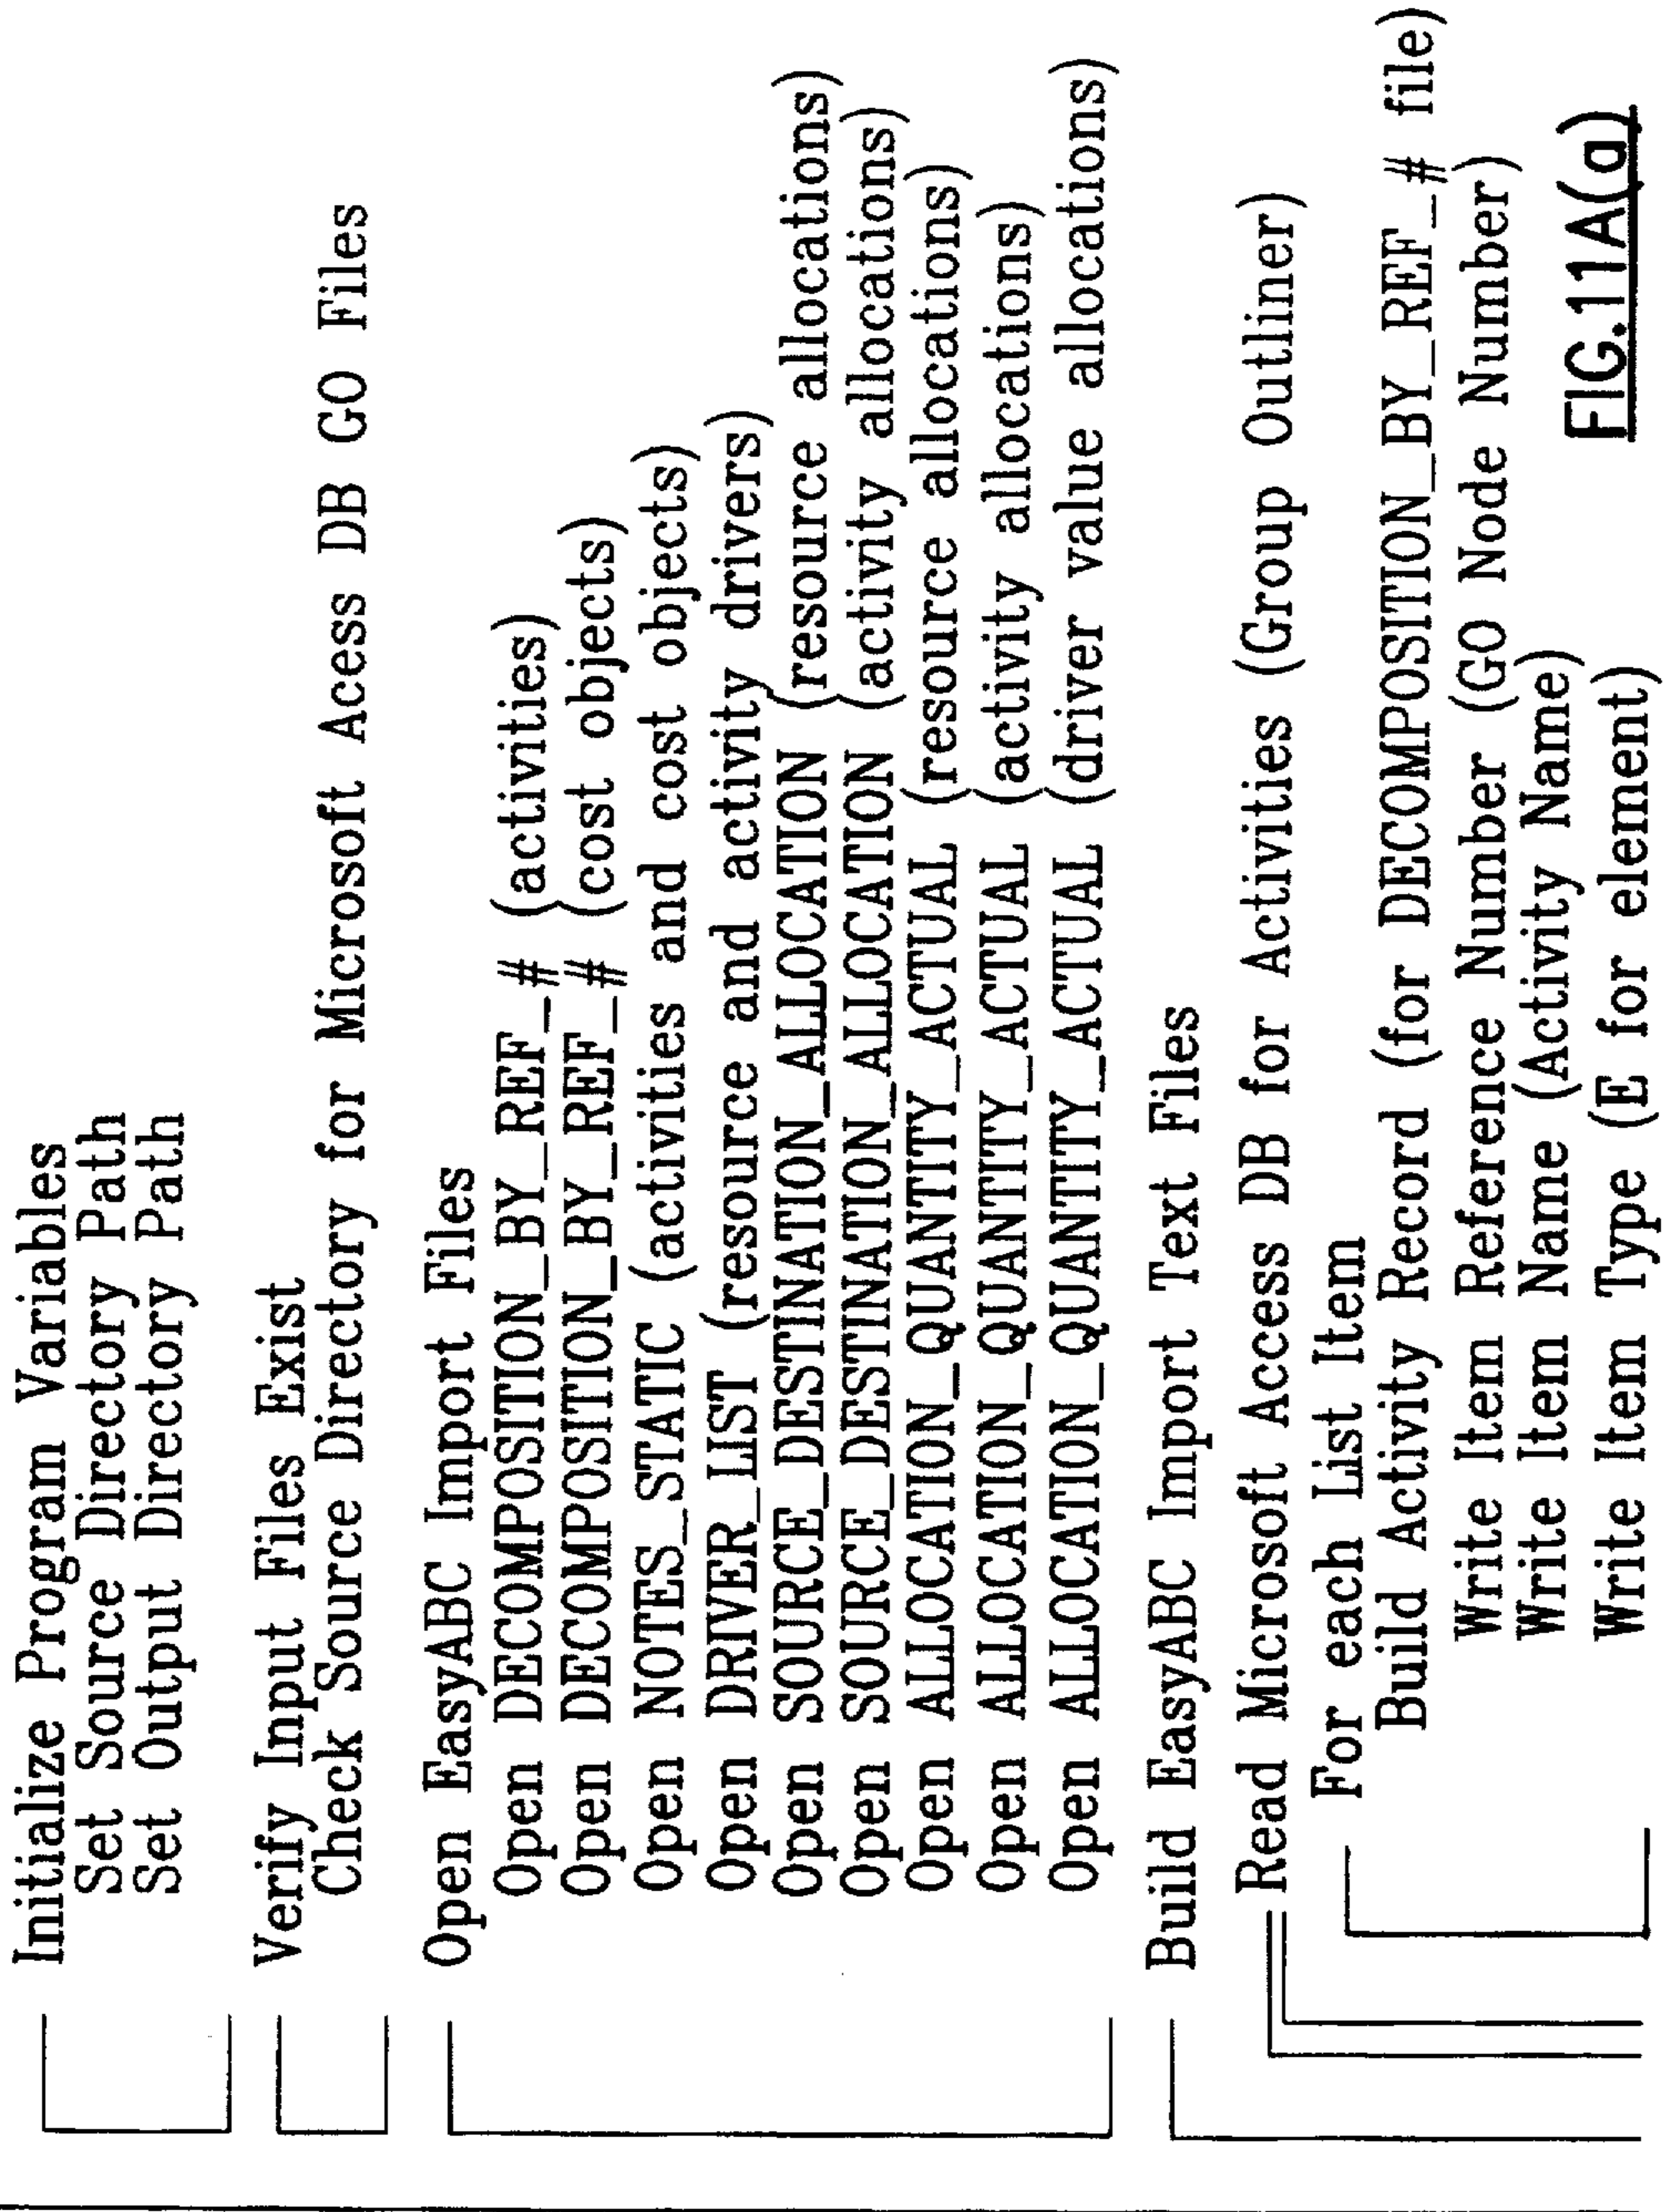 Initialize Program Variables
Set Source Directory Path
Set Output Directory Path
Verify Input Files Exist
Check Source Directory for Microsoft Acess DB GO Files
Open EasyABC Import Files
Open DECOMPOSITION_BY_REF_# (activities)
Open DECOMPOSITION_BY_REF_# (cost objects)
Open NOTES_STATIC (activities and cost objects)
Open DRIVER_LIST (resource and activity drivers)
Open SOURCE_DESTINATION_ALLOCATION (resource allocations)
Open SOURCE_DESTINATION_ALLOCATION (activity allocations)
Open ALLOCATION_QUANTITY_ACTUAL (resource allocations)
Open ALLOCATION_QUANTITY_ACTUAL (activity allocations)
Open ALLOCATION_QUANTITY_ACTUAL (driver value allocations)
Build EasyABC Import Text Files
Read Microsoft Access DB for Activities (Group Outliner)
For each List Item
Build Activity Record (for DECOMPOSITION_BY_REF_# file)
Write Item Reference Number (GO Node Number)
Write Item Name (Activity Name)
Write Item Type (E for element)
FIG.11A(a)